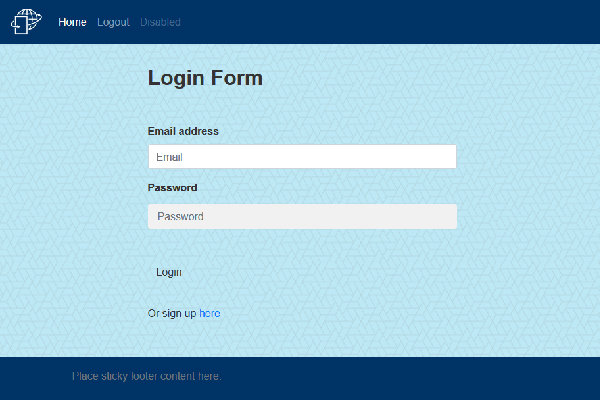 Home Logout Disabled
Login Form
Email address
Email
Password
Password
Login
Or sign up here
Place sticky footer content here.